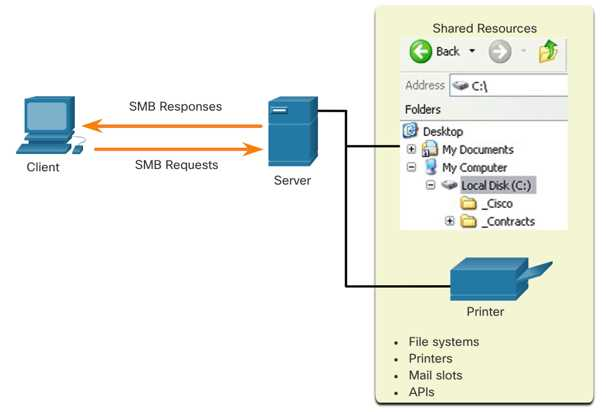 Shared Resources
Back
Address C:\
Folders
Desktop
My Documents
My Computer
Local Disk (C:)
_Cisco
_Contracts
SMB Responses
SMB Requests
Client
Server
Printer
• File systems
• Printers
• Mail slots
• APIs